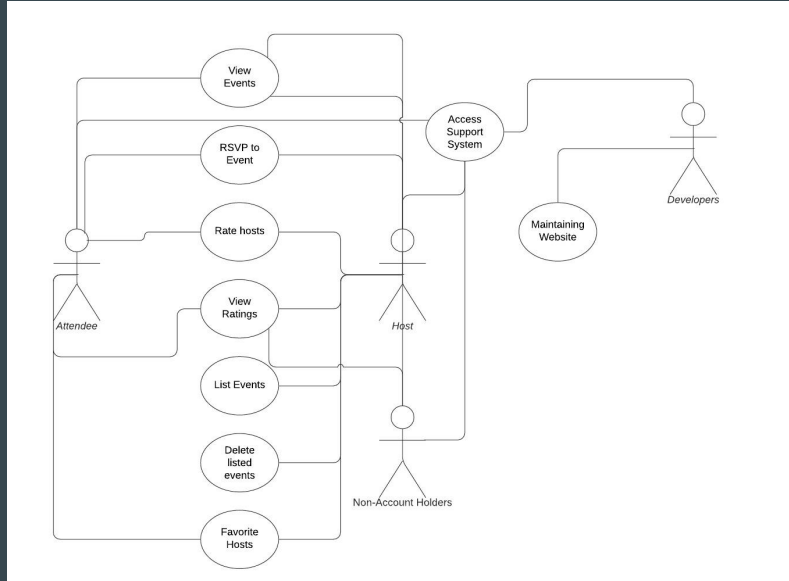 View
Events
Access
Support
System
RSVP to
Event
Developers
Rate hosts
Maintaining
Website
View
Ratings
Attendee
Host
List Events
Delete
listed
events
Non-Account Holders
Favorite
Hosts